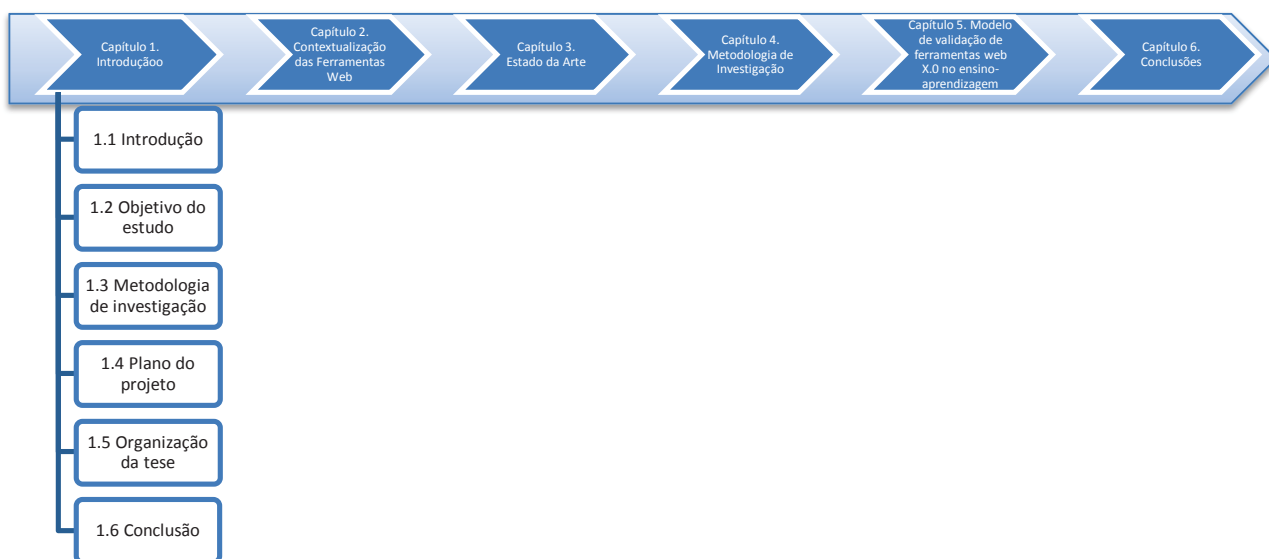 Capítulo 1.
Introduçãoo
Capítulo 2.
Contextualização
das Ferramentas
Web
Capítulo 3.
Estado da Arte
Capítulo 4.
Metodologia de
Investigação
Capítulo 5. Modelo
de validação de
ferramentas web
X.0 no ensino-
aprendizagem
Capítulo 6.
Conclusões
1.1 Introdução
1.2 Objetivo do
estudo
1.3 Metodologia
de investigação
1.4 Plano do
projeto
1.5 Organização
da tese
1.6 Conclusão